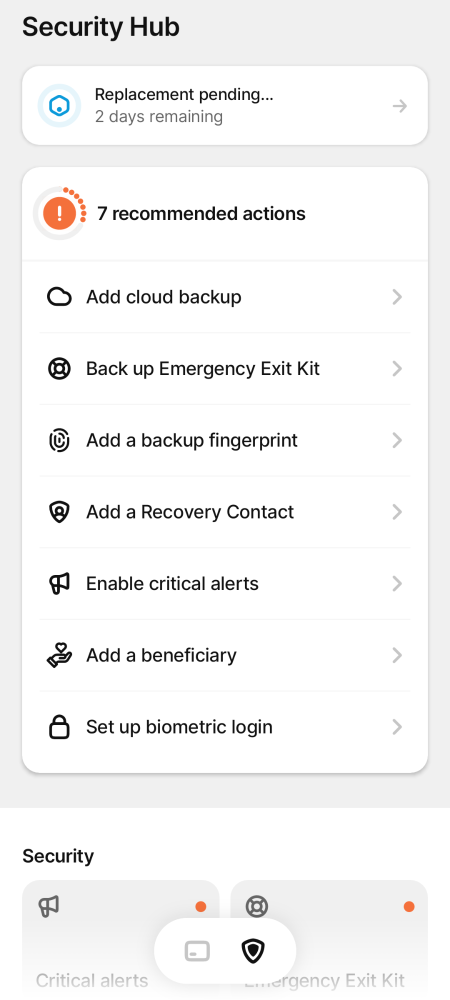 Security Hub
Replacement pending...
2 days remaining
7 recommended actions
Add cloud backup
Back up Emergency Exit Kit
Add a backup fingerprint
Add a Recovery Contact
Enable critical alerts
Add a beneficiary
Set up biometric login
Security
Critical alerts
Emergency Exit Kit